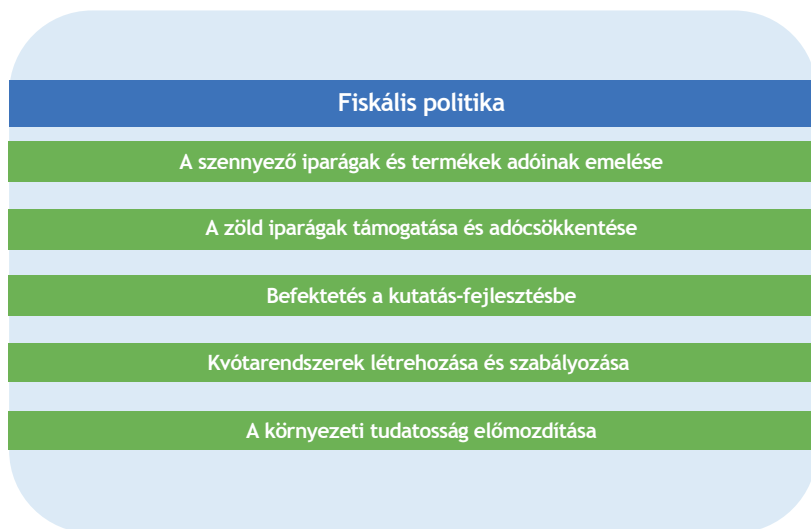 Fiskális politika
A szennyező iparágak és termékek adóinak emelése
A zöld iparágak támogatása és adócsökkentése
Befektetés a kutatás-fejlesztésbe
Kvótarendszerek létrehozása és szabályozása
A környezeti tudatosság előmozdítása